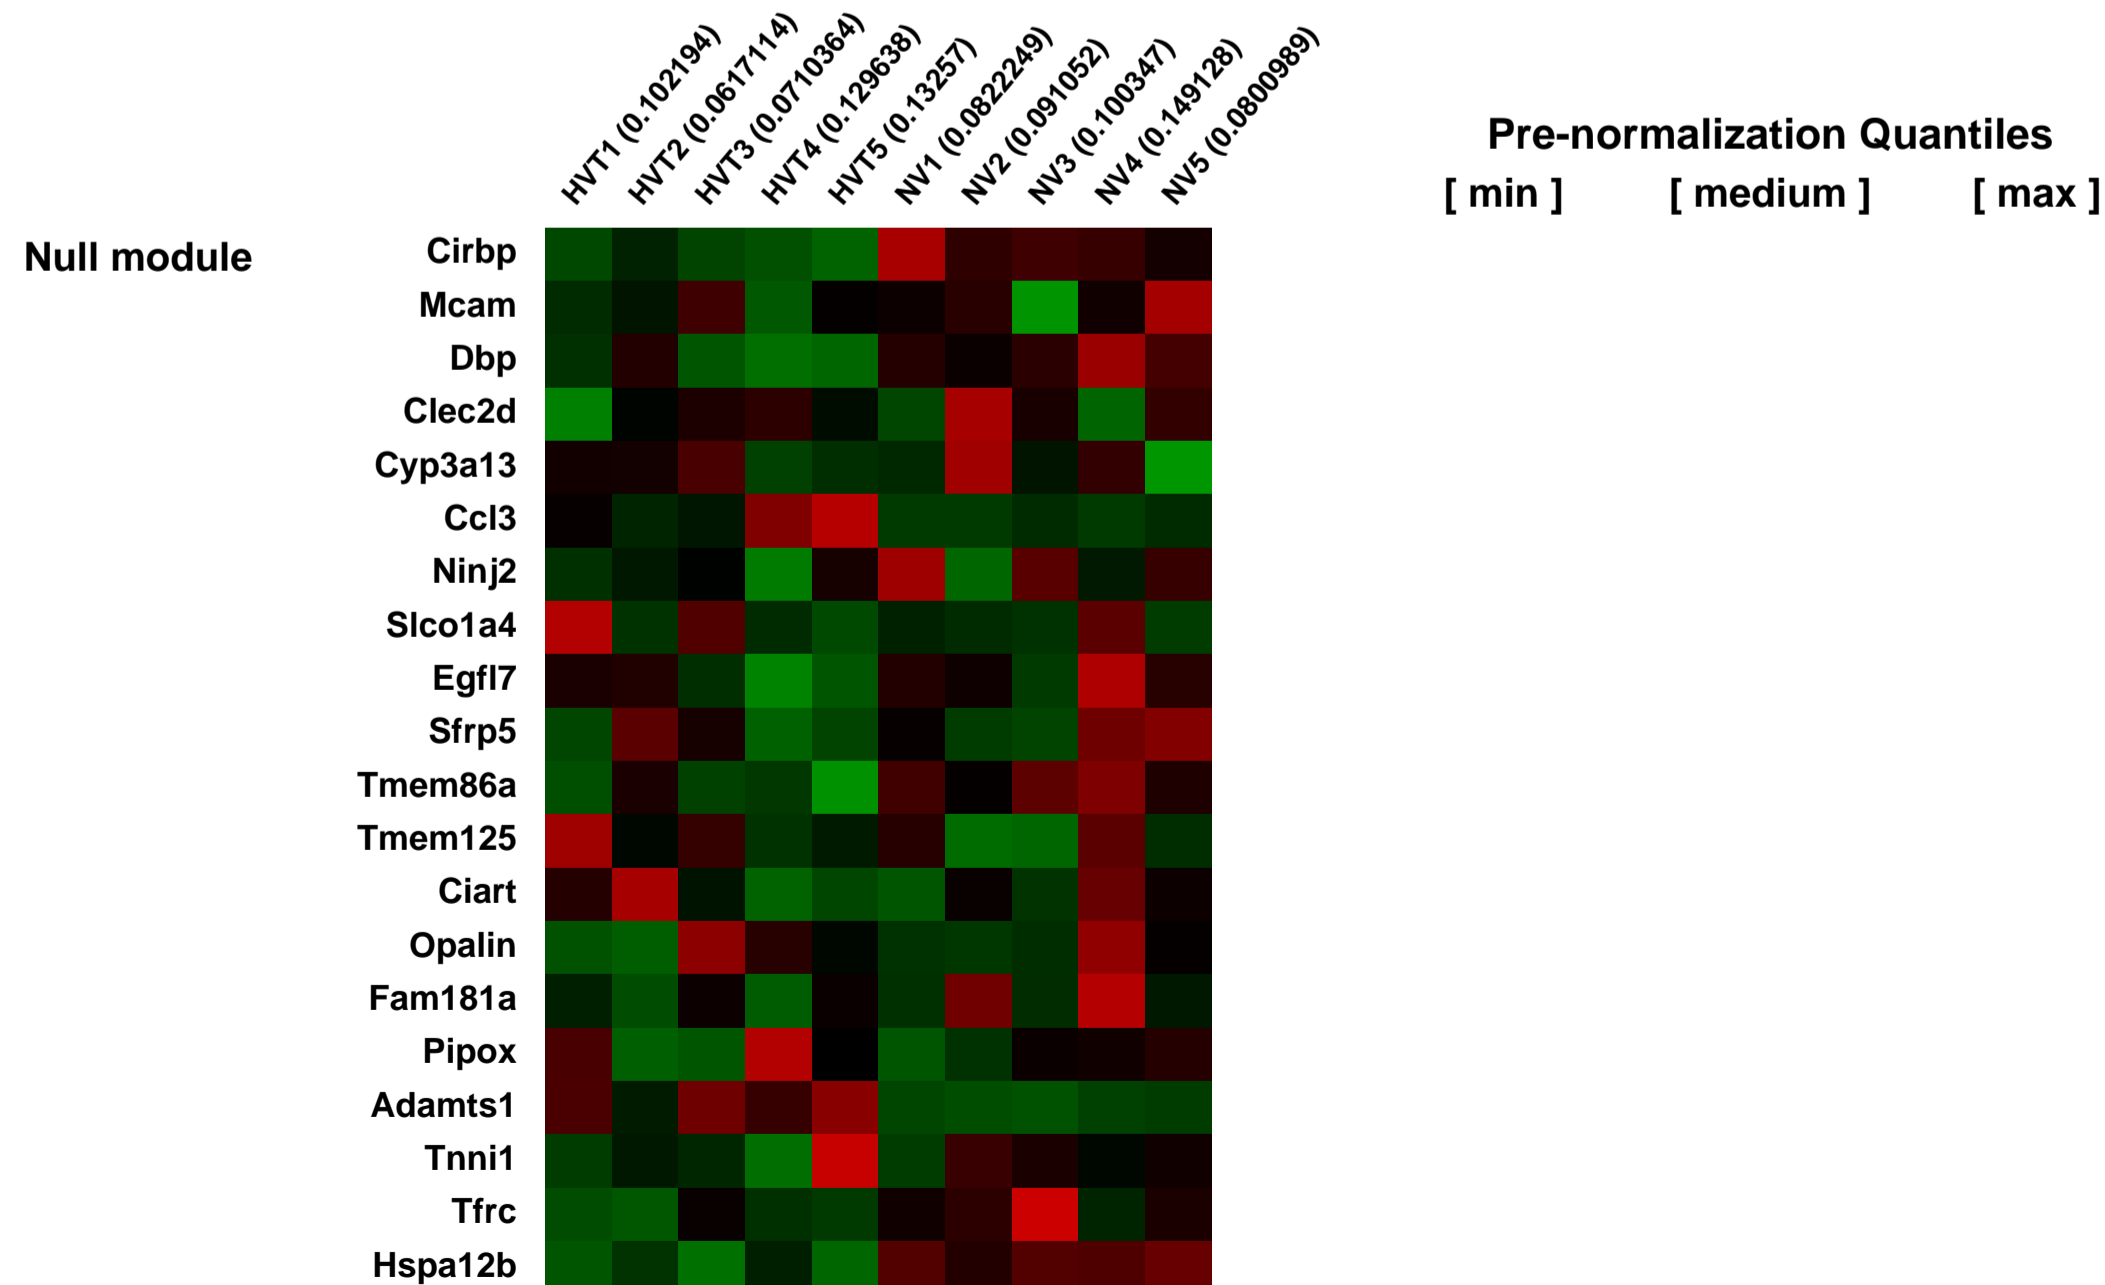 HVT1 (0.102194)
HVT2 (0.0617114)
HVT3 (0.0710364)
HVT4 (0.129638)
HVT5 (0.13257)
NV1 (0.0822249)
NV2 (0.091052)
NV3 (0.100347)
NV4 (0.149128)
NV5 (0.0800989)
Pre-normalization Quantiles
[ min ] [ medium ] [ max ]
Null module
Cirbp
Mcam
Dbp
Clec2d
Cyp3a13
Ccl3
Ninj2
Slco1a4
Egfl7
Sfrp5
Tmem86a
Tmem125
Ciart
Opalin
Fam181a
Pipox
Adamts1
Tnni1
Tfrc
Hspa12b